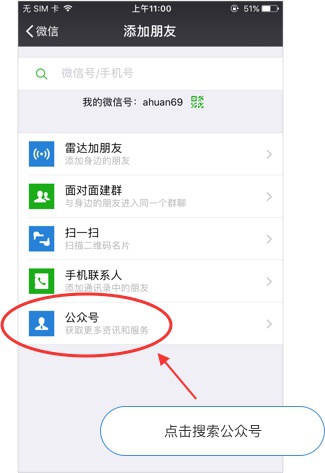 无 SIM 卡 上午11:00 51%
微信 添加朋友
微信号/手机号
我的微信号：ahuan69
雷达加朋友
添加身边的朋友
面对面建群
与身边的朋友进入同一个群聊
扫一扫
扫描二维码名片
手机联系人
添加通讯录中的朋友
公众号
获取更多资讯和服务
点击搜索公众号